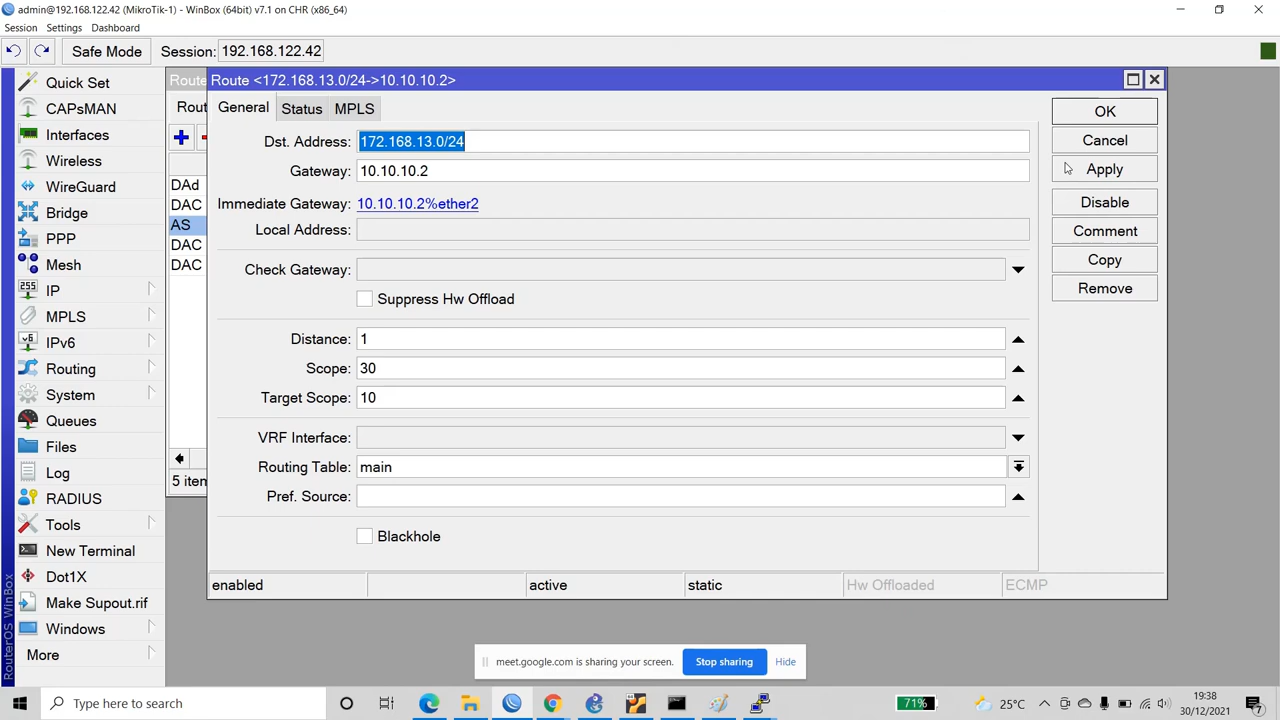 admin@192.168.122.42 (MikroTik-1) - WinBox (64bit) v7.1 on CHR (x86_64)
Session Settings Dashboard
Safe Mode Session: 192.168.122.42
Quick Set
CAPsMAN
Interfaces
Wireless
WireGuard
Bridge
PPP
Mesh
255 IP
MPLS
v6 IPv6
Routing
System
Queues
Files
Log
RADIUS
Tools
New Terminal
Dot1X
Make Supout.rif
Windows
More
RouterOS WinBox
Route
Rout
DAd
DAC
AS
DAC
DAC
5 item
Route <172.168.13.0/24->10.10.10.2>
General Status MPLS
Dst. Address: 172.168.13.0/24
Gateway: 10.10.10.2
Immediate Gateway: 10.10.10.2%ether2
Local Address:
Check Gateway:
Suppress Hw Offload
Distance: 1
Scope: 30
Target Scope: 10
VRF Interface:
Routing Table: main
Pref. Source:
Blackhole
OK
Cancel
Apply
Disable
Comment
Copy
Remove
enabled active static Hw Offloaded ECMP
meet.google.com is sharing your screen. Stop sharing Hide
Type here to search
71% 25°C 19:38
30/12/2021
7